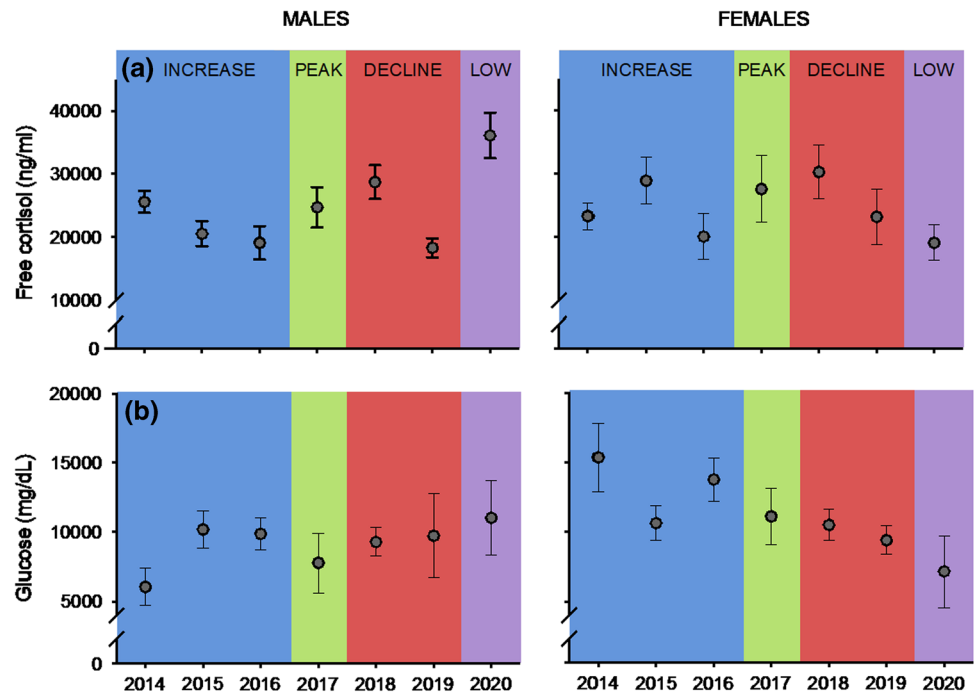 MALES FEMALES
(a) INCREASE PEAK DECLINE LOW INCREASE PEAK DECLINE LOW
40000
30000
20000
10000
0
Free cortisol (ng/ml)
(b)
20000
15000
10000
5000
0
Glucose (mg/dL)
2014 2015 2016 2017 2018 2019 2020 2014 2015 2016 2017 2018 2019 2020